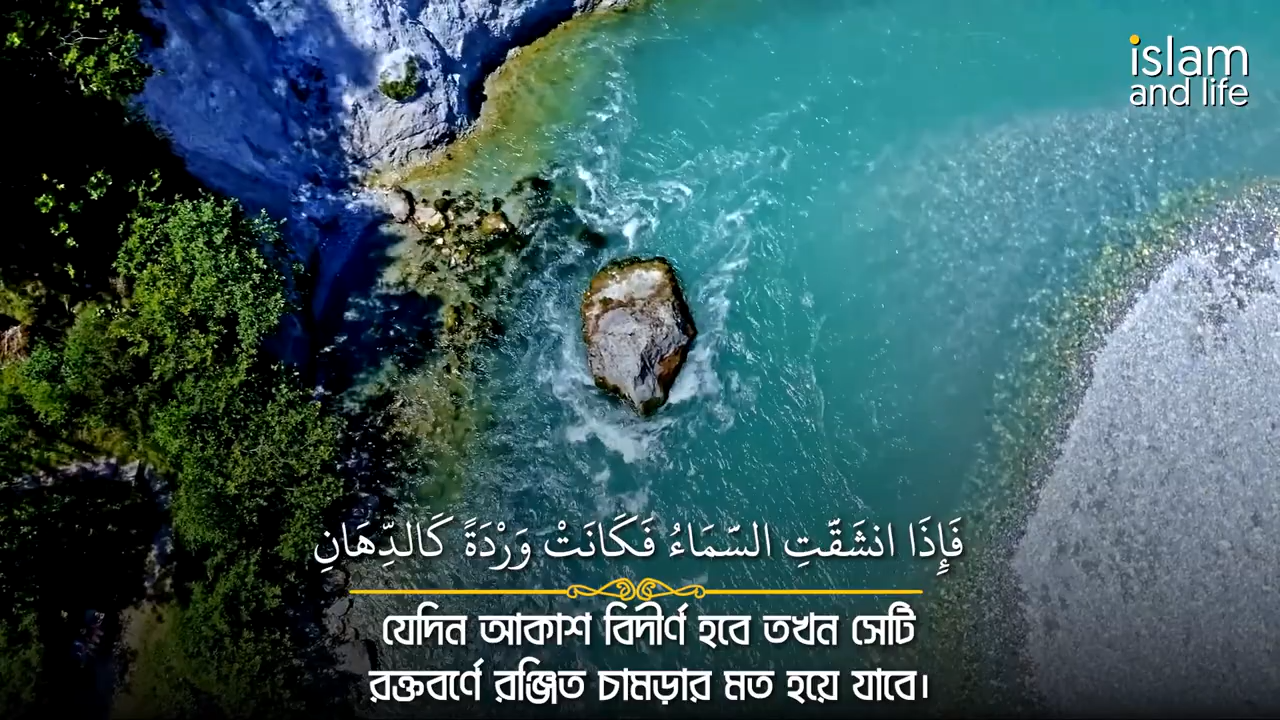 islam
and life
فَإِذَا انشَقَّتِ السَّمَاءُ فَكَانَتْ وَرْدَةً كَالدِّهَانِ
যেদিন আকাশ বিদীর্ণ হবে তখন সেটি
রক্তবর্ণে রঞ্জিত চামড়ার মত হয়ে যাবে।